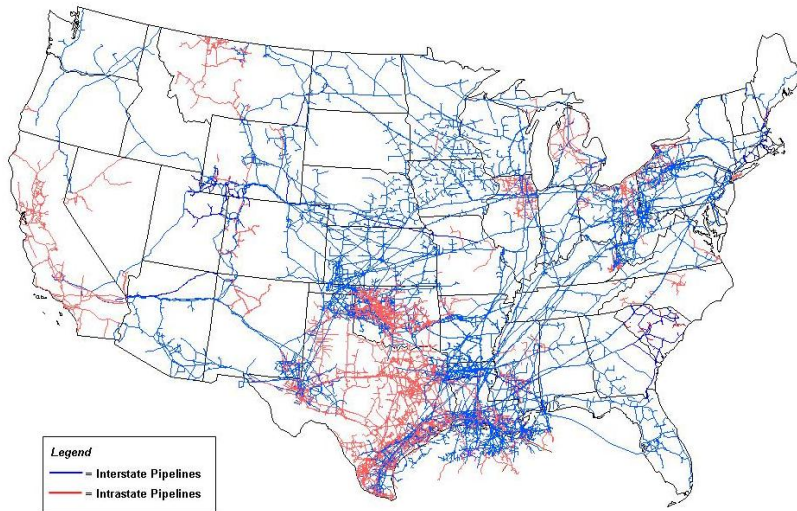 Legend
= Interstate Pipelines
= Intrastate Pipelines